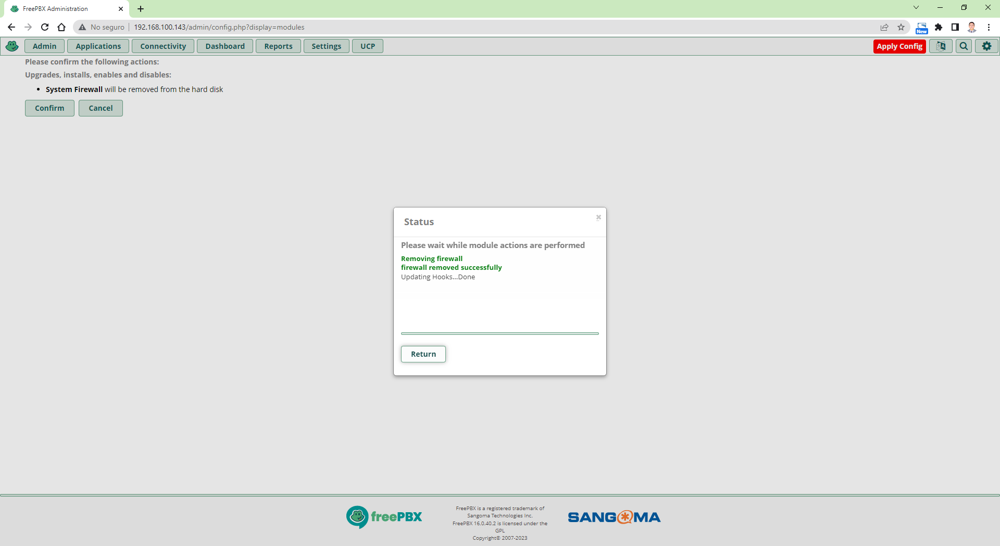 FreePBX Administration
No seguro
192.168.100.143/admin/config.php?display=modules
New
Admin
Applications
Connectivity
Dashboard
Reports
Settings
UCP
Apply Config
Please confirm the following actions:
Upgrades, installs, enables and disables:
• System Firewall will be removed from the hard disk
Confirm
Cancel
Status
Please wait while module actions are performed
Removing firewall
firewall removed successfully
Updating Hooks...Done
Return
freePBX
FreePBX is a registered trademark of
Sangoma Technologies Inc.
FreePBX 16.0.40.2 is licensed under the
GPL
Copyright© 2007-2023
SANGOMA